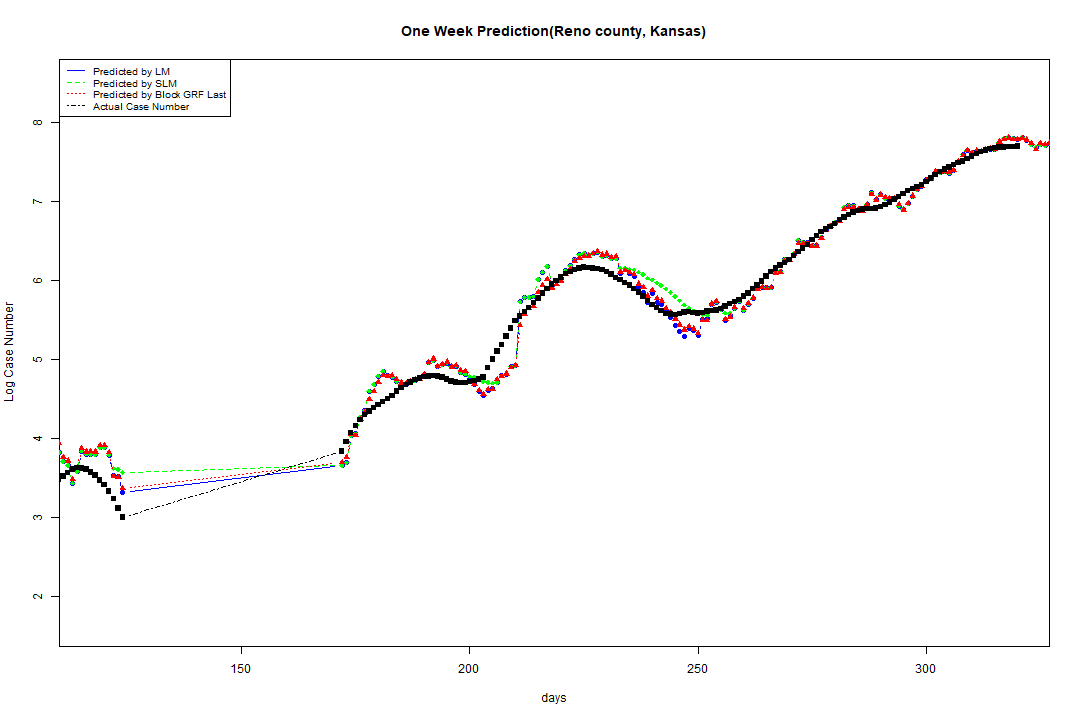 One Week Prediction(Reno county, Kansas)
Predicted by LM
Predicted by SLM
Predicted by Block GRF Last
Actual Case Number
8
7
6
5
4
3
2
Log Case Number
150 200 250 300
days